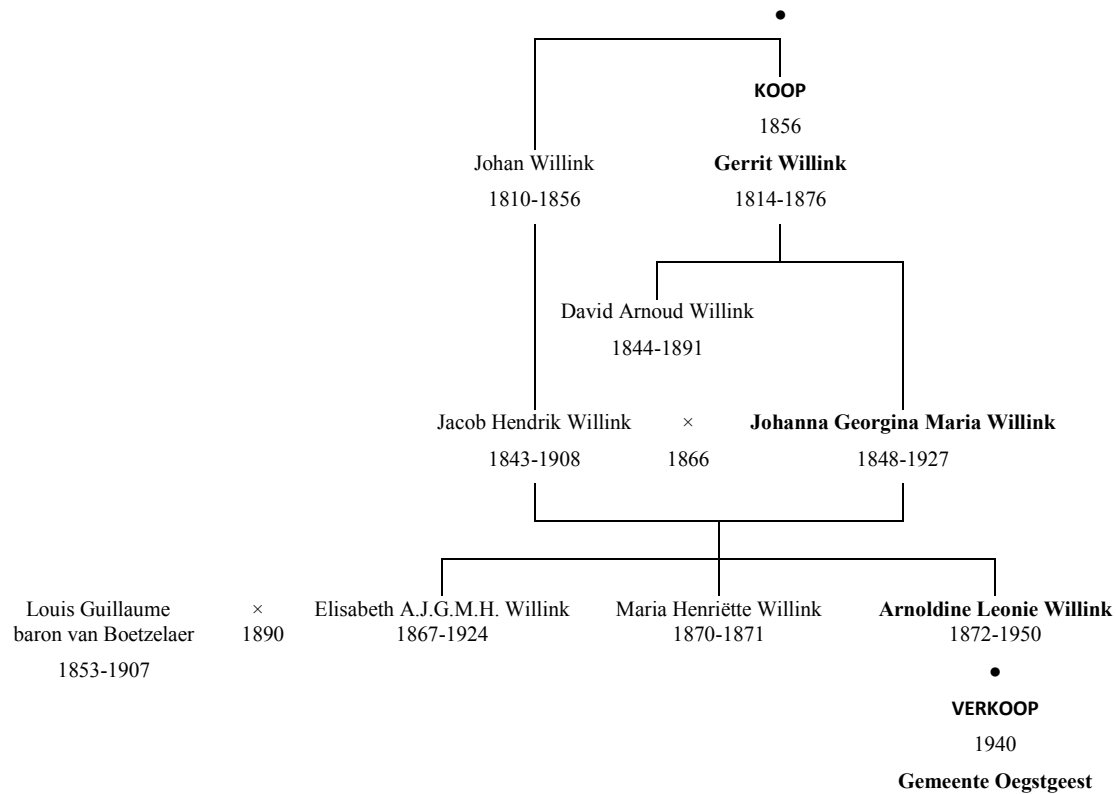 •
KOOP
1856
Johan Willink Gerrit Willink
1810-1856 1814-1876
David Arnoud Willink
1844-1891
Jacob Hendrik Willink × Johanna Georgina Maria Willink
1843-1908 1866 1848-1927
Louis Guillaume × Elisabeth A.J.G.M.H. Willink Maria Henriëtte Willink Arnoldine Leonie Willink
baron van Boetzelaer 1890 1867-1924 1870-1871 1872-1950
1853-1907 •
VERKOOP
1940
Gemeente Oegstgeest